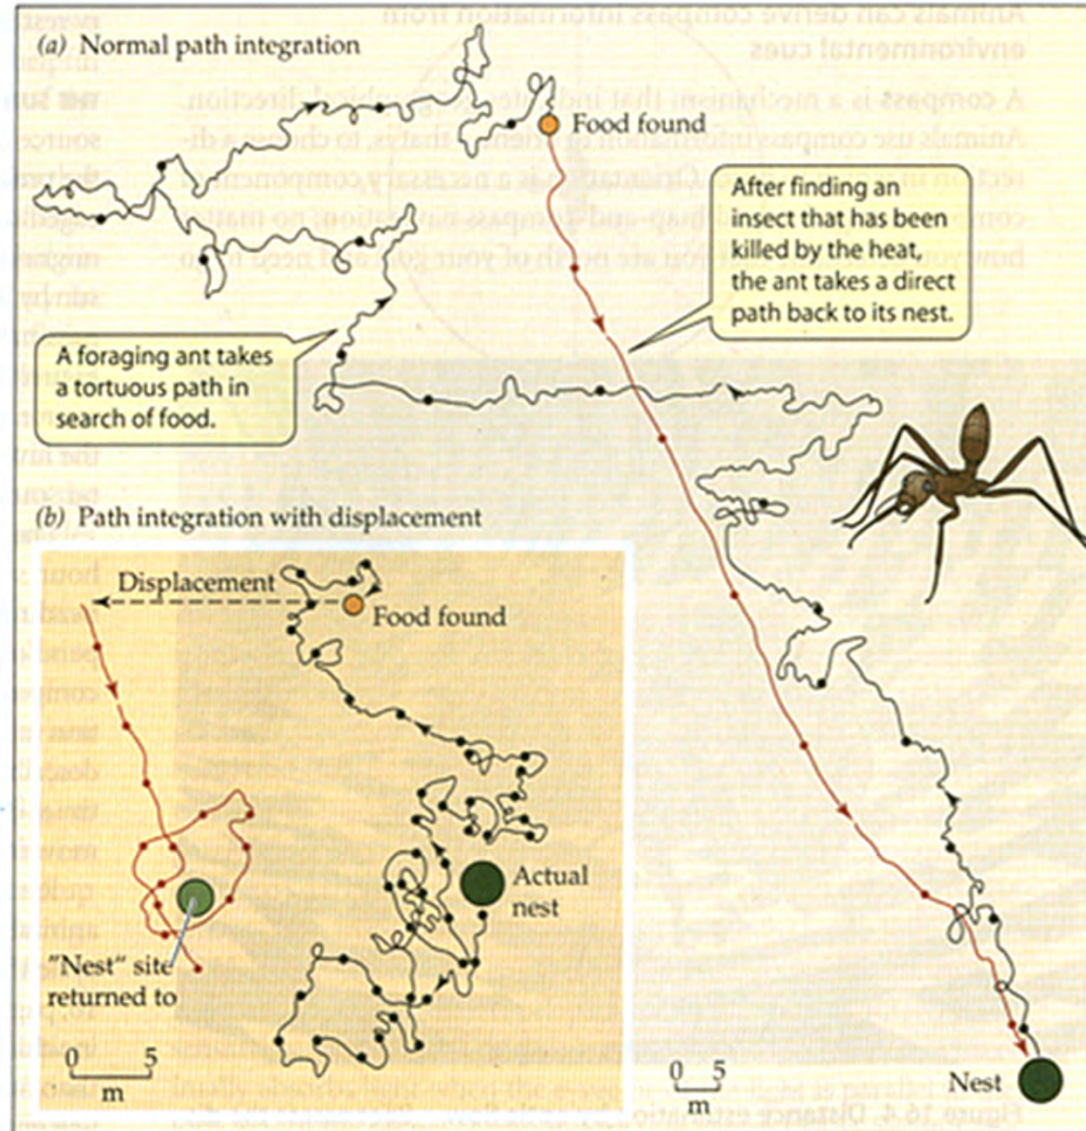 (a) Normal path integration
Food found
After finding an
insect that has been
killed by the heat,
the ant takes a direct
path back to its nest.
A foraging ant takes
a tortuous path in
search of food.
(b) Path integration with displacement
Displacement
Food found
Actual
nest
"Nest" site
returned to
0 5
m
0 5
m
Nest